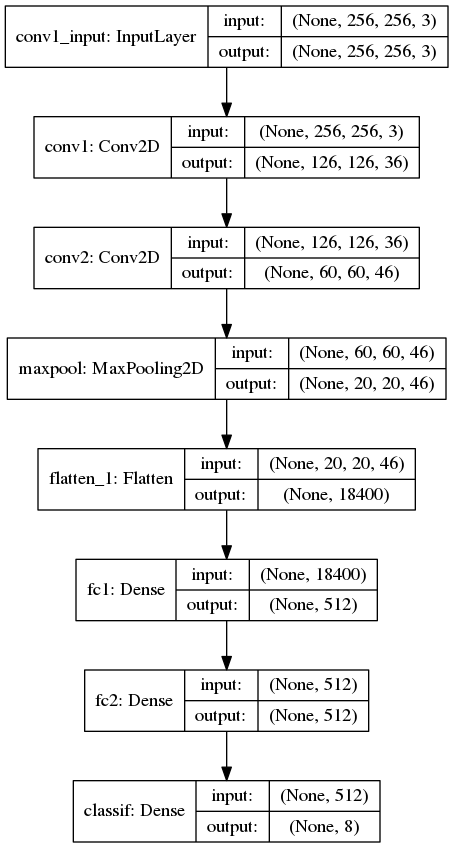 conv1_input: InputLayer
input: (None, 256, 256, 3)
output: (None, 256, 256, 3)
conv1: Conv2D
input: (None, 256, 256, 3)
output: (None, 126, 126, 36)
conv2: Conv2D
input: (None, 126, 126, 36)
output: (None, 60, 60, 46)
maxpool: MaxPooling2D
input: (None, 60, 60, 46)
output: (None, 20, 20, 46)
flatten_1: Flatten
input: (None, 20, 20, 46)
output: (None, 18400)
fc1: Dense
input: (None, 18400)
output: (None, 512)
fc2: Dense
input: (None, 512)
output: (None, 512)
classif: Dense
input: (None, 512)
output: (None, 8)